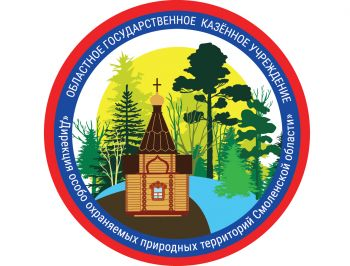 ОБЛАСТНОЕ ГОСУДАРСТВЕННОЕ КАЗЁННОЕ УЧРЕЖДЕНИЕ
«Дирекция особо охраняемых природных территорий Смоленской области»